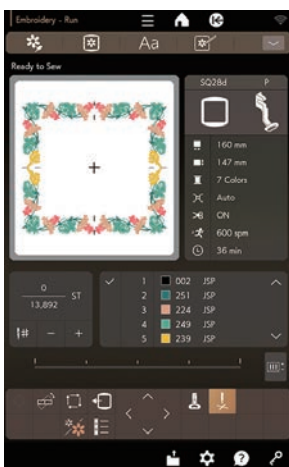 Embroidery - Run
Aa
Ready to Sew
SQ28d P
160 mm
147 mm
7 Colors
Auto
ON
600 spm
36 min
0
13,892
ST
1 002 JSP
2 251 JSP
3 224 JSP
4 249 JSP
5 239 JSP
1# - +
?